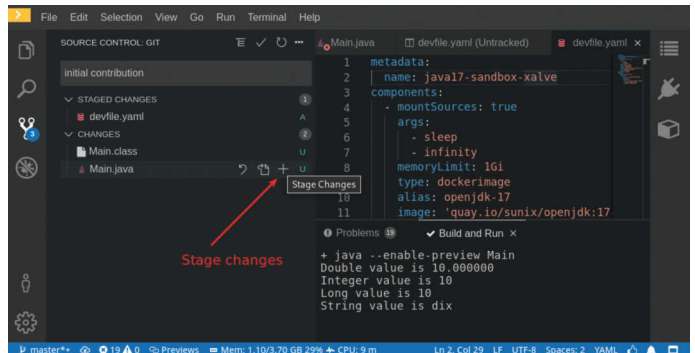 File Edit Selection View Go Run Terminal Help
SOURCE CONTROL: GIT
initial contribution
STAGED CHANGES 1
devfile.yaml A
CHANGES 2
Main.class U
Main.java U
Stage Changes
Stage changes
3
Main.java devfile.yaml (Untracked) devfile.yaml
1 metadata:
2 name: java17-sandbox-xalve
3 components:
4 - mountSources: true
5 args:
6 - sleep
7 - infinity
8 memoryLimit: 1Gi
type: dockerimage
10 alias: openjdk-17
11 image: 'quay.io/sunix/openjdk:17
Problems 19 Build and Run
+ java --enable-preview Main
Double value is 10.000000
Integer value is 10
Long value is 10
String value is dix
master*+ 19 0 Previews Mem: 1.10/3.70 GB 29% CPU: 9 m Ln 2, Col 29 LF UTF-8 Spaces: 2 YAML